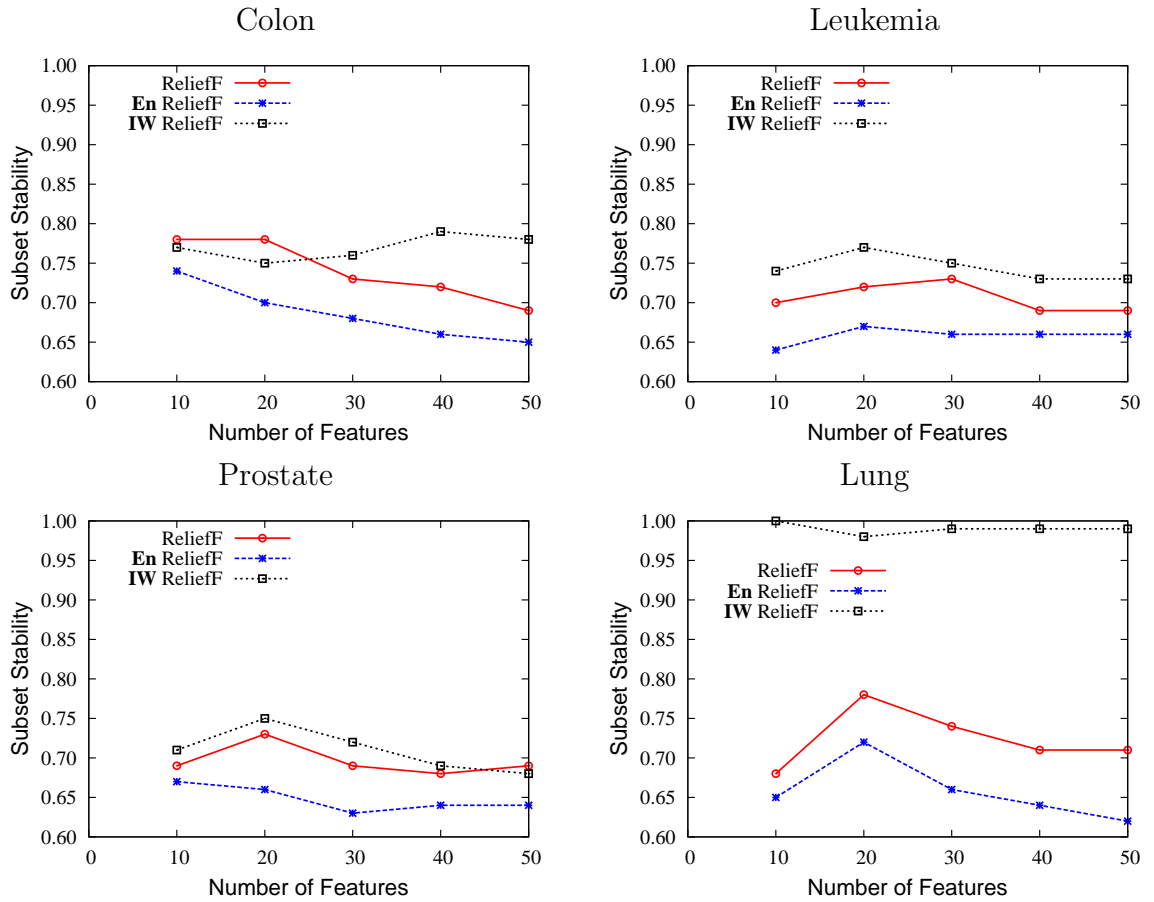 Colon
1.00
0.95
0.90
0.85
0.80
0.75
0.70
0.65
0.60
Subset Stability
ReliefF
En ReliefF
IW ReliefF
0 10 20 30 40 50
Number of Features
Leukemia
1.00
0.95
0.90
0.85
0.80
0.75
0.70
0.65
0.60
Subset Stability
ReliefF
En ReliefF
IW ReliefF
0 10 20 30 40 50
Number of Features
Prostate
1.00
0.95
0.90
0.85
0.80
0.75
0.70
0.65
0.60
Subset Stability
ReliefF
En ReliefF
IW ReliefF
0 10 20 30 40 50
Number of Features
Lung
1.00
0.95
0.90
0.85
0.80
0.75
0.70
0.65
0.60
Subset Stability
ReliefF
En ReliefF
IW ReliefF
0 10 20 30 40 50
Number of Features